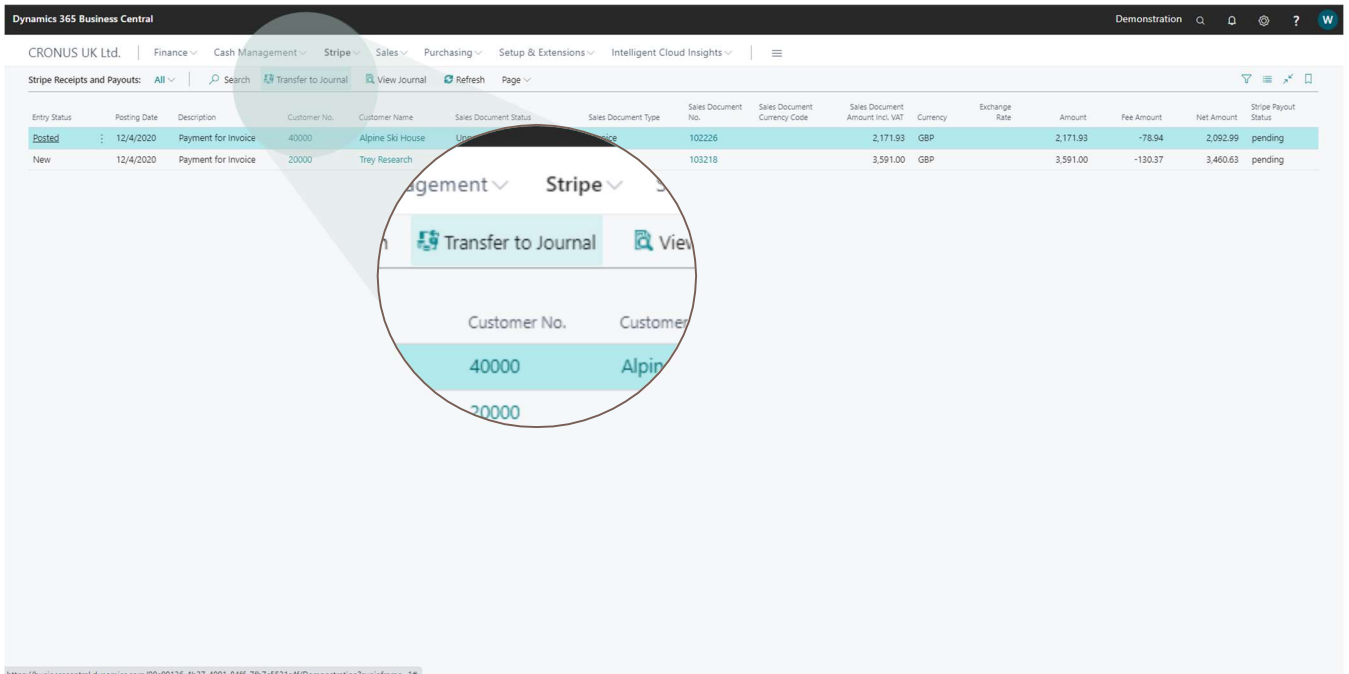 Dynamics 365 Business Central Demonstration ? W
CRONUS UK Ltd. Finance Cash Management Stripe Sales Purchasing Setup & Extensions Intelligent Cloud Insights
Stripe Receipts and Payouts: All Search Transfer to Journal View Journal Refresh Page
Entry Status Posting Date Description Customer No. Customer Name Sales Document Status Sales Document Type Sales Document No. Sales Document Currency Code Sales Document Amount Incl. VAT Currency Exchange Rate Amount Fee Amount Net Amount Stripe Payout Status
Posted 12/4/2020 Payment for Invoice 40000 Alpine Ski House 102226 2,171.93 GBP 2,171.93 -78.94 2,092.99 pending
New 12/4/2020 Payment for Invoice 20000 Trey Research 103218 3,591.00 GBP 3,591.00 -130.37 3,460.63 pending
agement Stripe
Transfer to Journal View
Customer No. Customer
40000 Alpin
20000